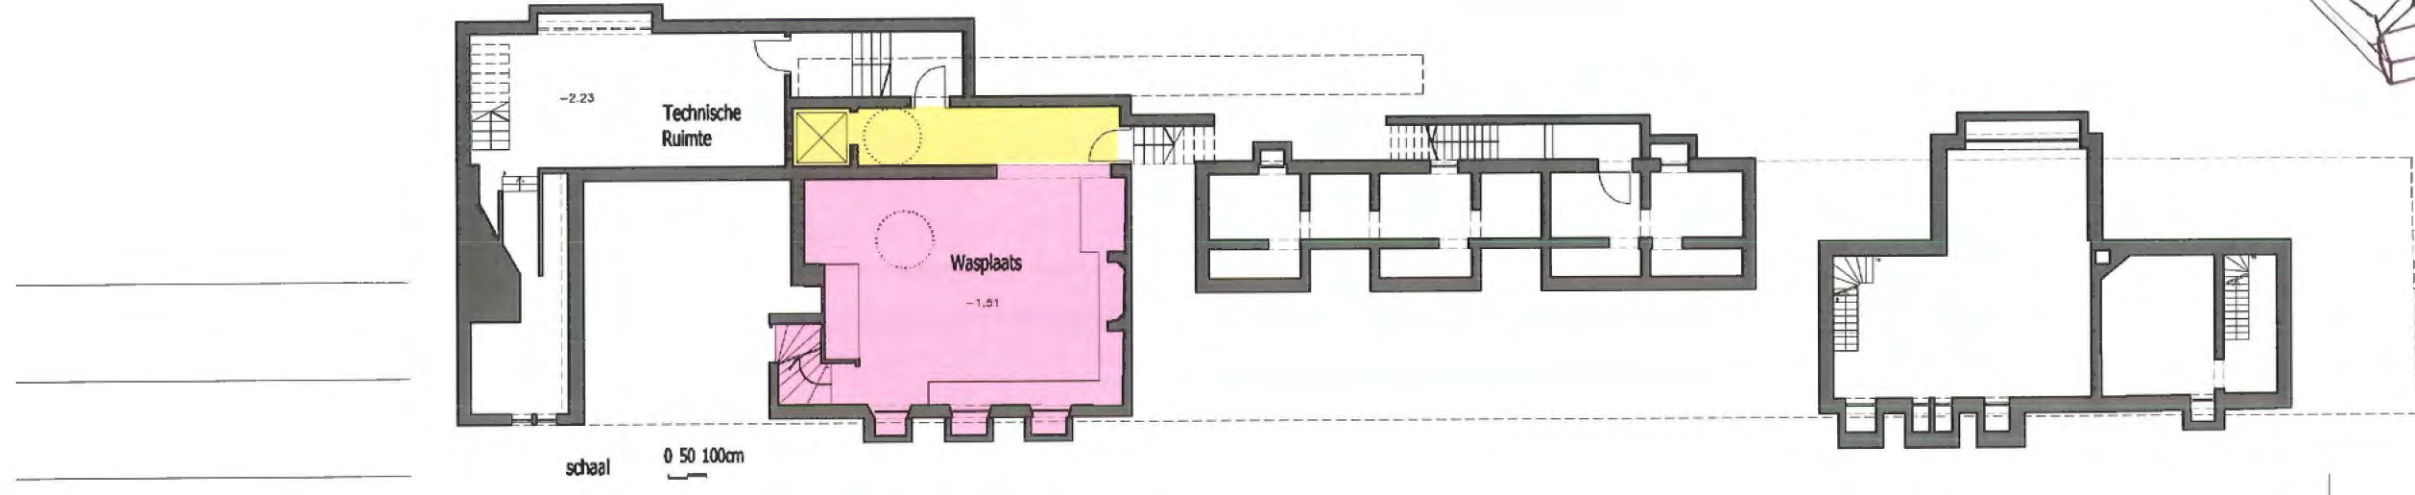 -2.23
Technische
Ruimte
Wasplaats
-1.91
schaal
0 50 100cm